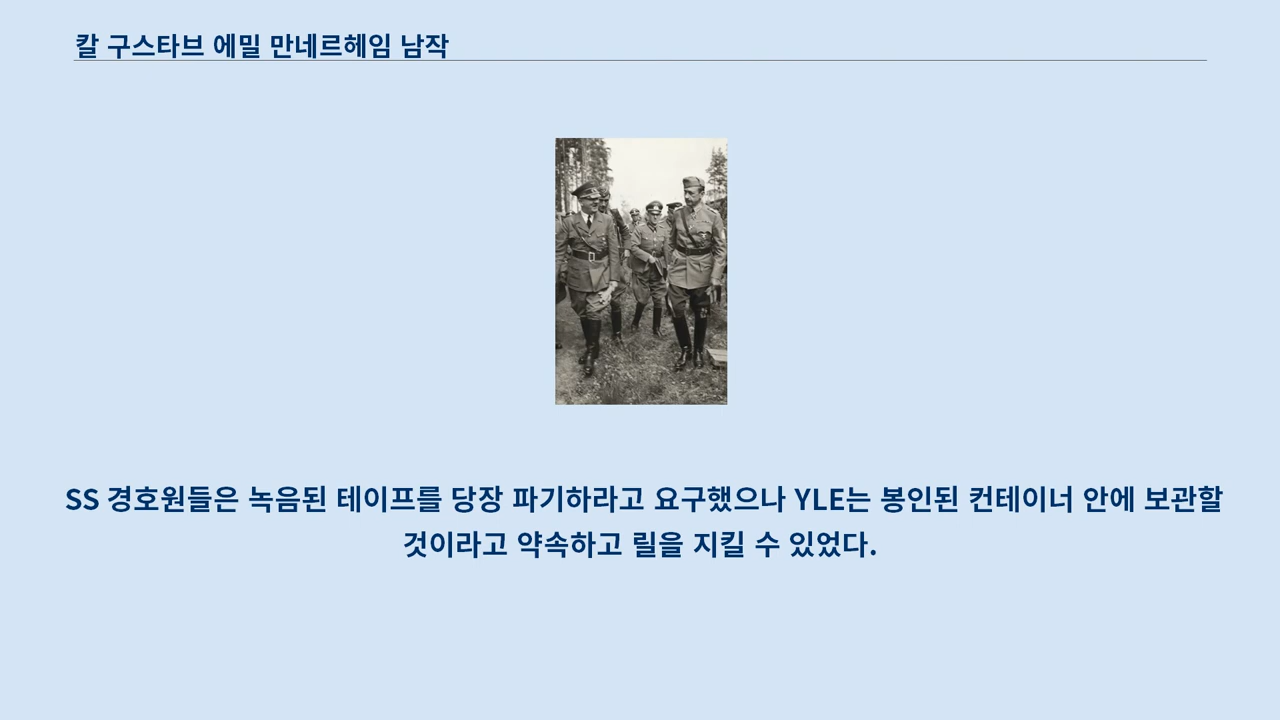 칼 구스타브 에밀 만네르헤임 남작
SS 경호원들은 녹음된 테이프를 당장 파기하라고 요구했으나 YLE는 봉인된 컨테이너 안에 보관할
것이라고 약속하고 릴을 지킬 수 있었다.